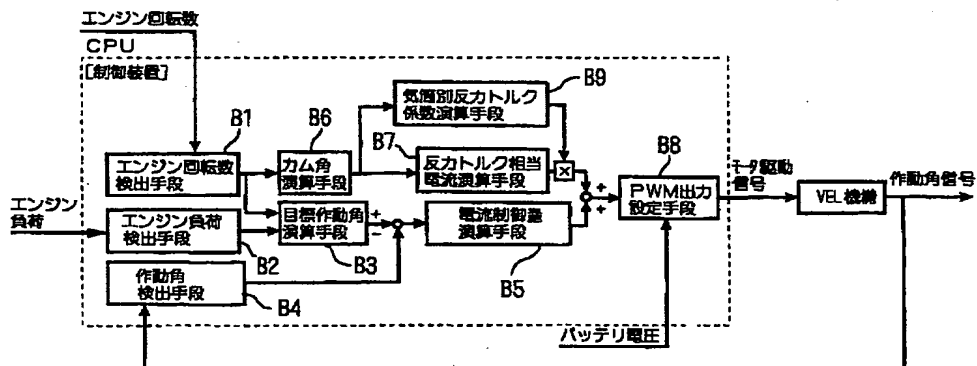 エンジン回転数
CPU
[制御装置]
B9
気筒別反力トルク
係数演算手段
B1
B6
B7
B8
エンジン回転数
検出手段
カム角
演算手段
反力トルク相当
電流演算手段
×
PWM出力
設定手段
モータ駆動
信号
作動角信号
エンジン
負荷
エンジン負荷
検出手段
目標作動角
演算手段
+
−
電流制御量
演算手段
+
+
VEL機構
B2
B3
B5
作動角
検出手段
B4
バッテリ電圧